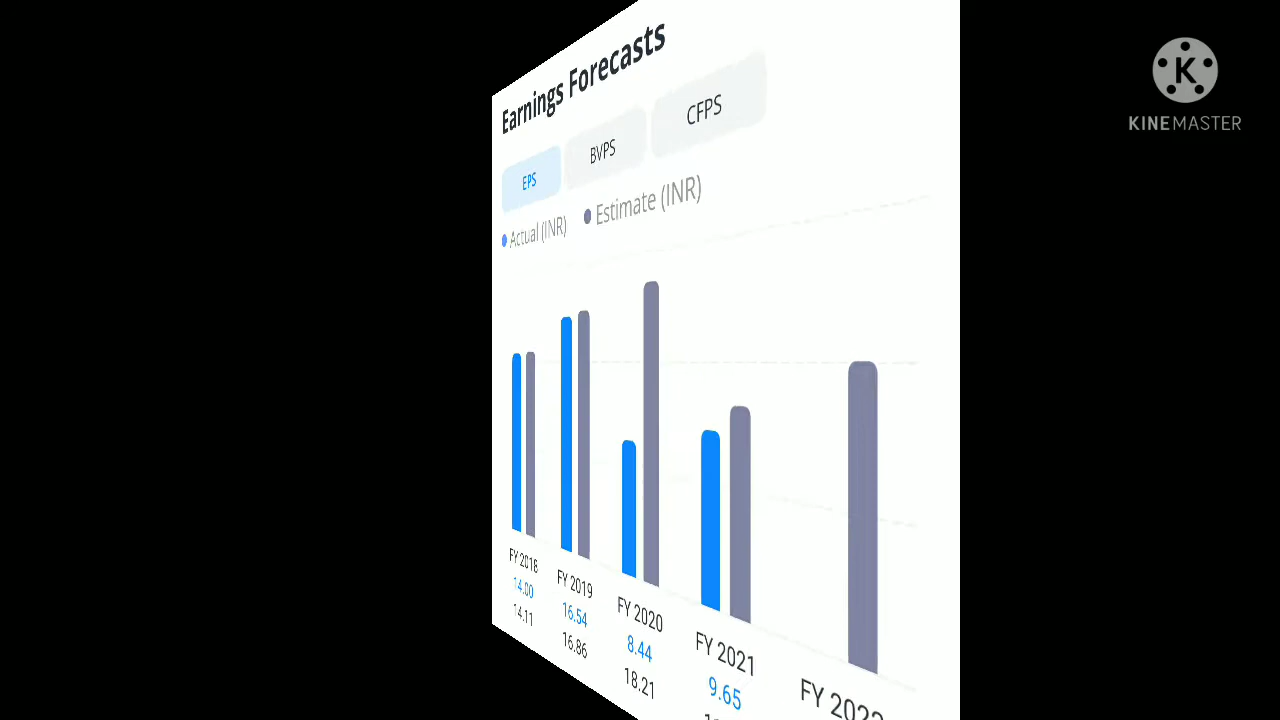 Earnings Forecasts
EPS BVPS CFPS
Actual (INR) Estimate (INR)
FY 2018 FY 2019 FY 2020 FY 2021 FY
14.00 16.54 8.44 9.65
14.11 16.86 18.21
KINEMASTER